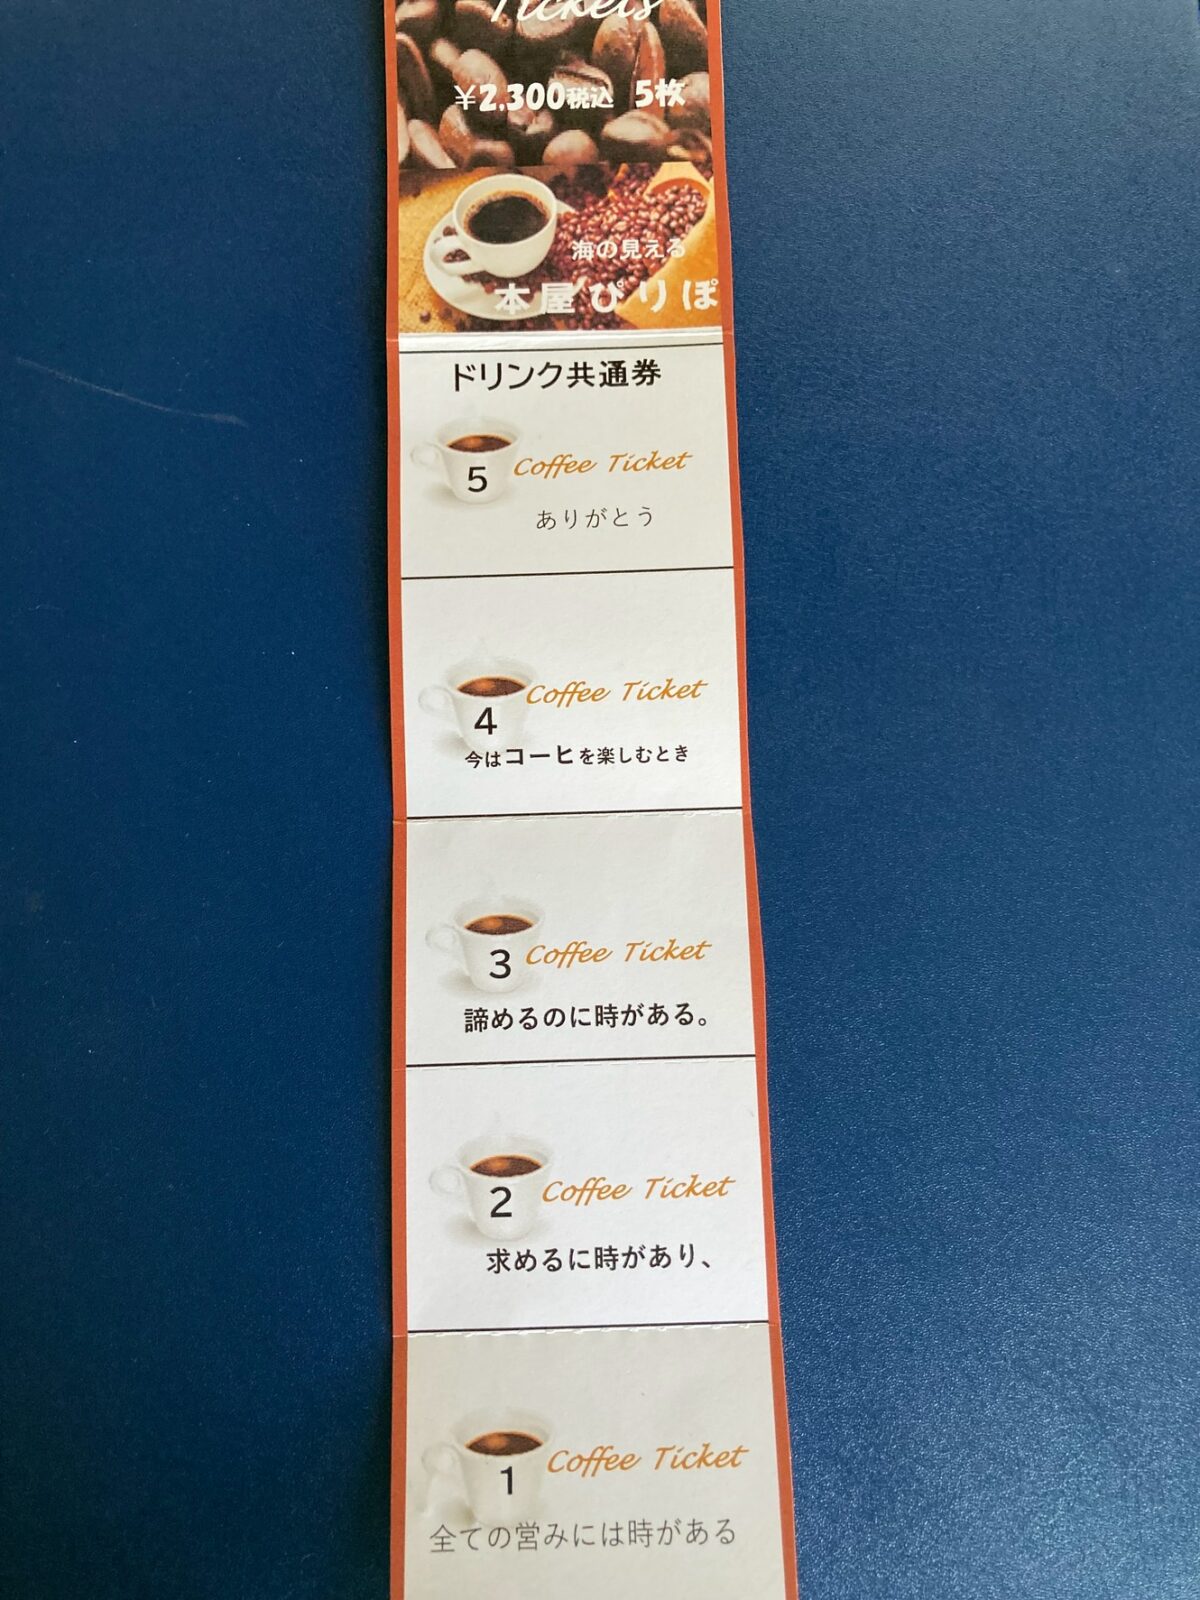 Tickets
¥2,300税込 5枚
海の見える
本屋ぴりぽ
ドリンク共通券
5 Coffee Ticket
ありがとう
4 Coffee Ticket
今はコーヒを楽しむとき
3 Coffee Ticket
諦めるのに時がある。
2 Coffee Ticket
求めるに時があり、
1 Coffee Ticket
全ての営みには時がある